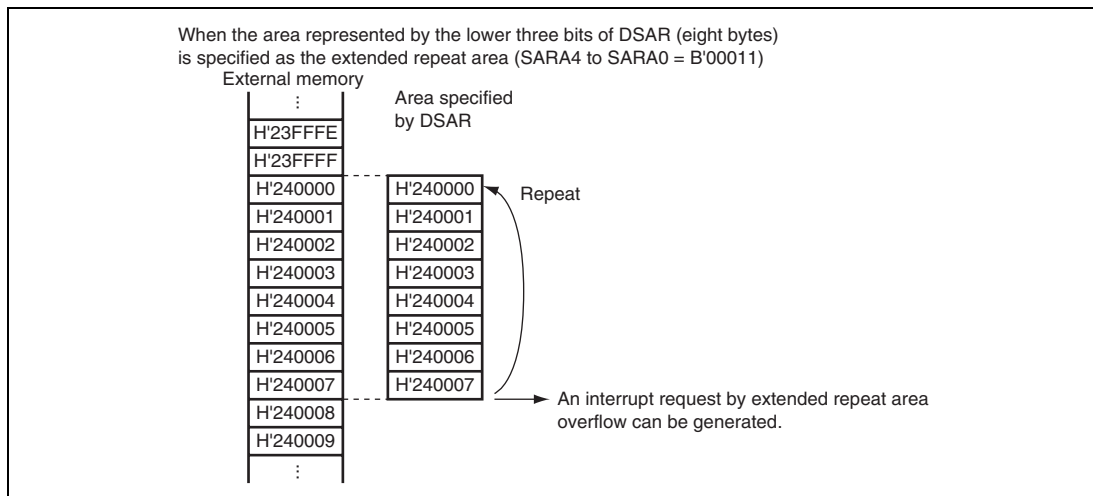 When the area represented by the lower three bits of DSAR (eight bytes)
is specified as the extended repeat area (SARA4 to SARA0 = B'00011)
External memory
⋮
H'23FFFE
H'23FFFF
H'240000
H'240001
H'240002
H'240003
H'240004
H'240005
H'240006
H'240007
H'240008
H'240009
⋮
Area specified
by DSAR
H'240000
H'240001
H'240002
H'240003
H'240004
H'240005
H'240006
H'240007
Repeat
An interrupt request by extended repeat area
overflow can be generated.